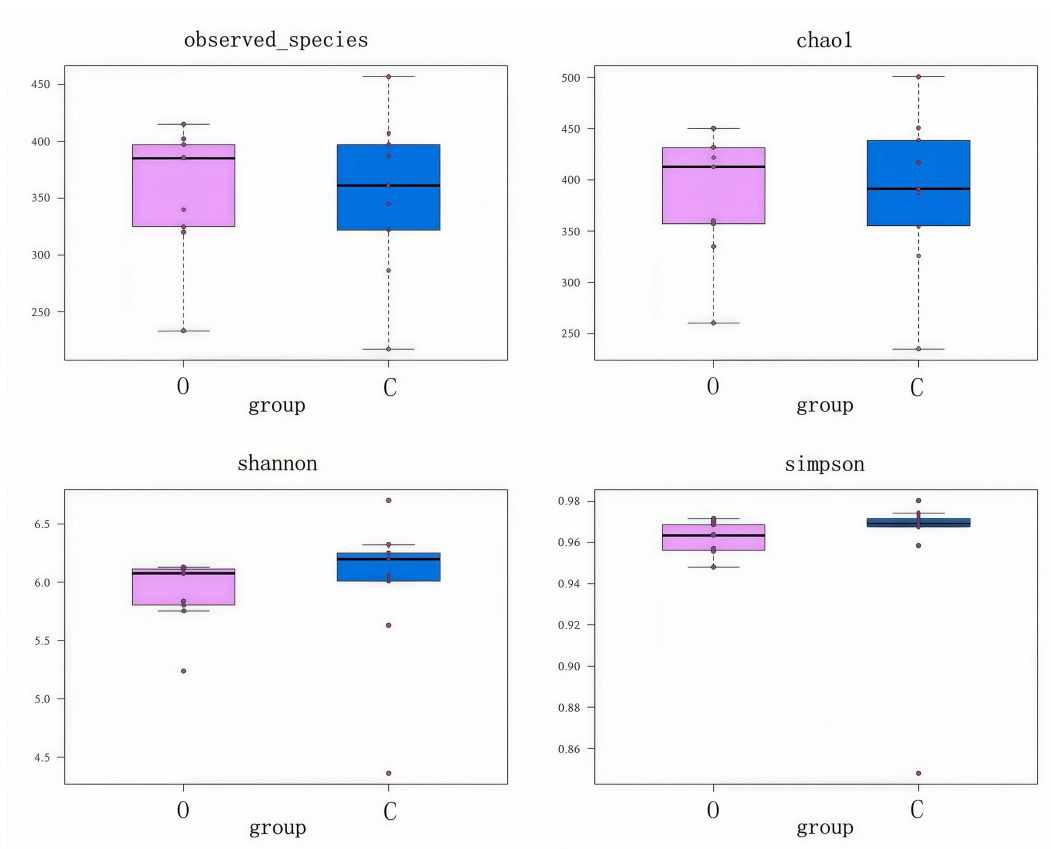 observed_species
450
400
350
300
250
O
C
group
chao1
500
450
400
350
300
250
O
C
group
shannon
6.5
6.0
5.5
5.0
4.5
O
C
group
simpson
0.98
0.96
0.94
0.92
0.90
0.88
0.86
O
C
group